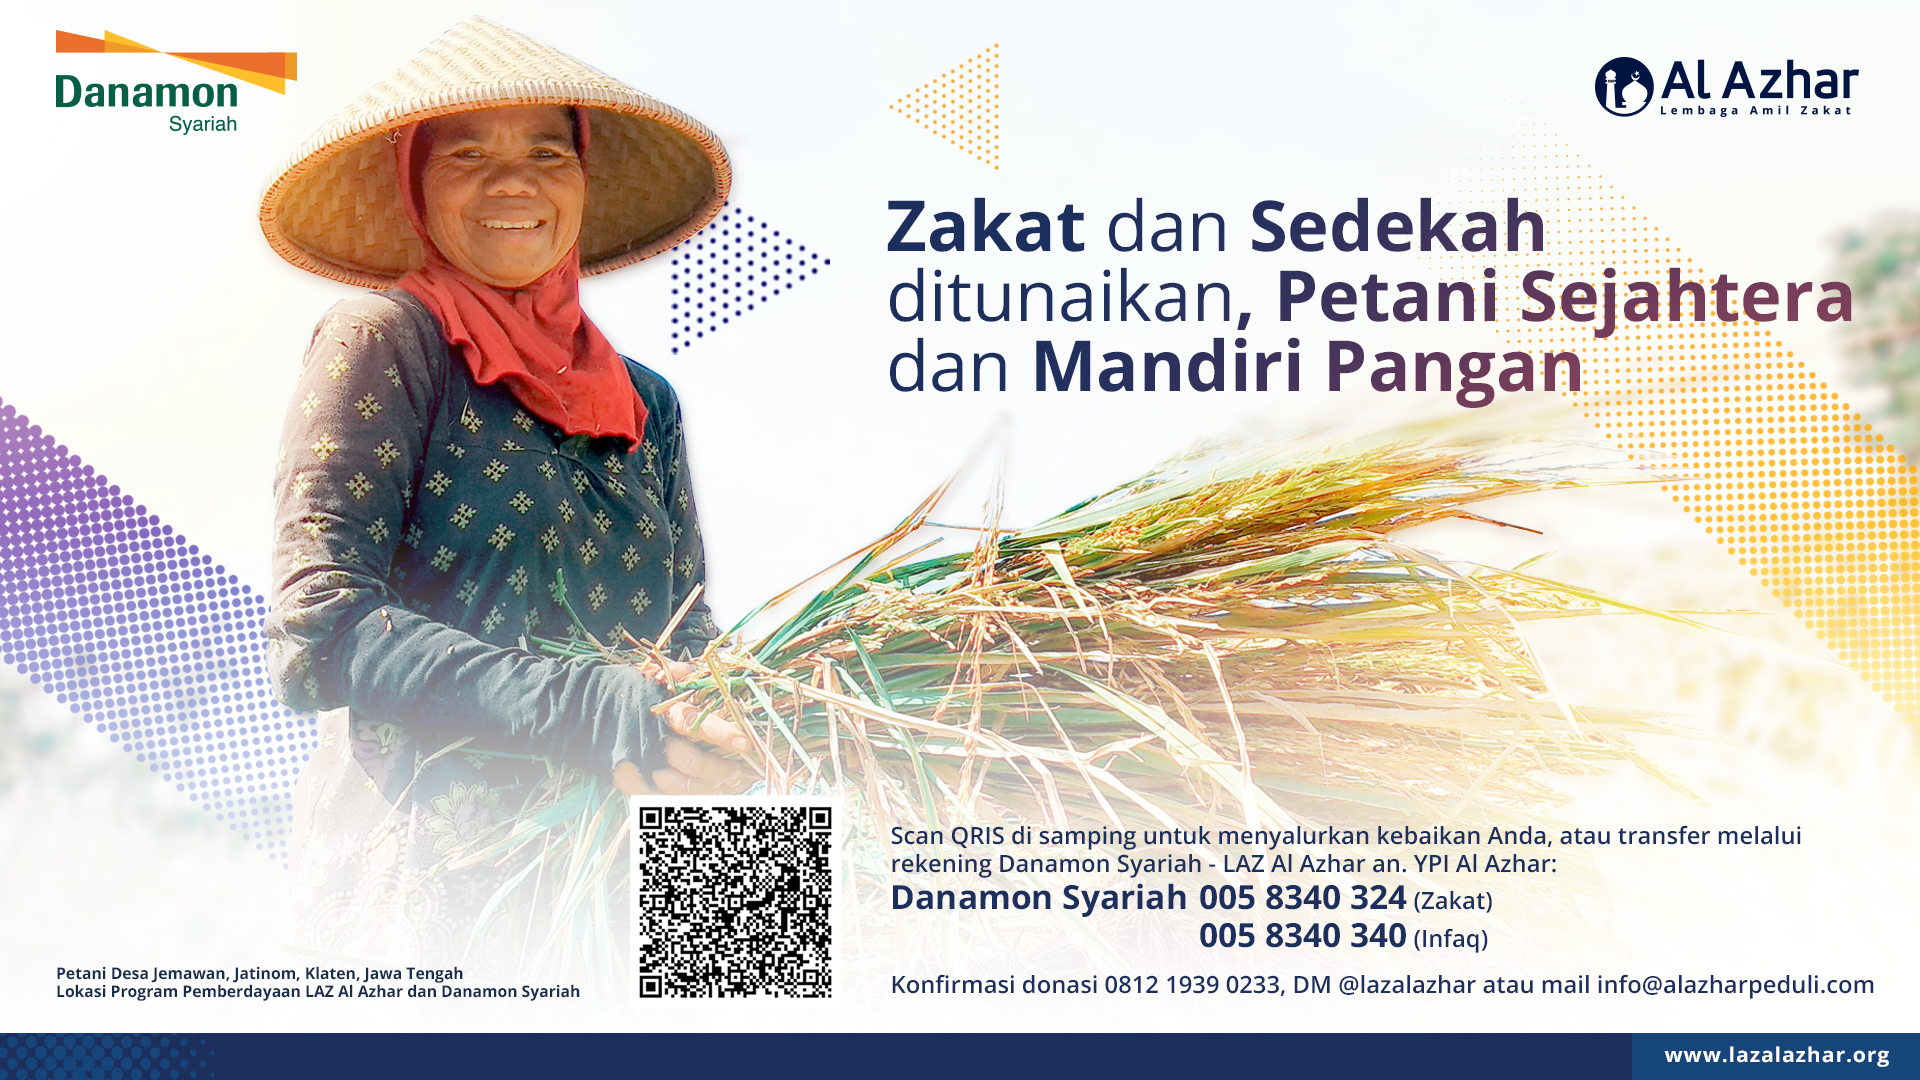 Danamon
Syariah
Al Azhar
Lembaga Amil Zakat
Zakat dan Sedekah
ditunaikan, Petani Sejahtera
dan Mandiri Pangan
Scan QRIS di samping untuk menyalurkan kebaikan Anda, atau transfer melalui
rekening Danamon Syariah - LAZ Al Azhar an. YPI Al Azhar:
Danamon Syariah 005 8340 324 (Zakat)
005 8340 340 (Infaq)
Konfirmasi donasi 0812 1939 0233, DM @lazalazhar atau mail info@alazharpeduli.com
Petani Desa Jemawan, Jatinom, Klaten, Jawa Tengah
Lokasi Program Pemberdayaan LAZ Al Azhar dan Danamon Syariah
www.lazalazhar.org